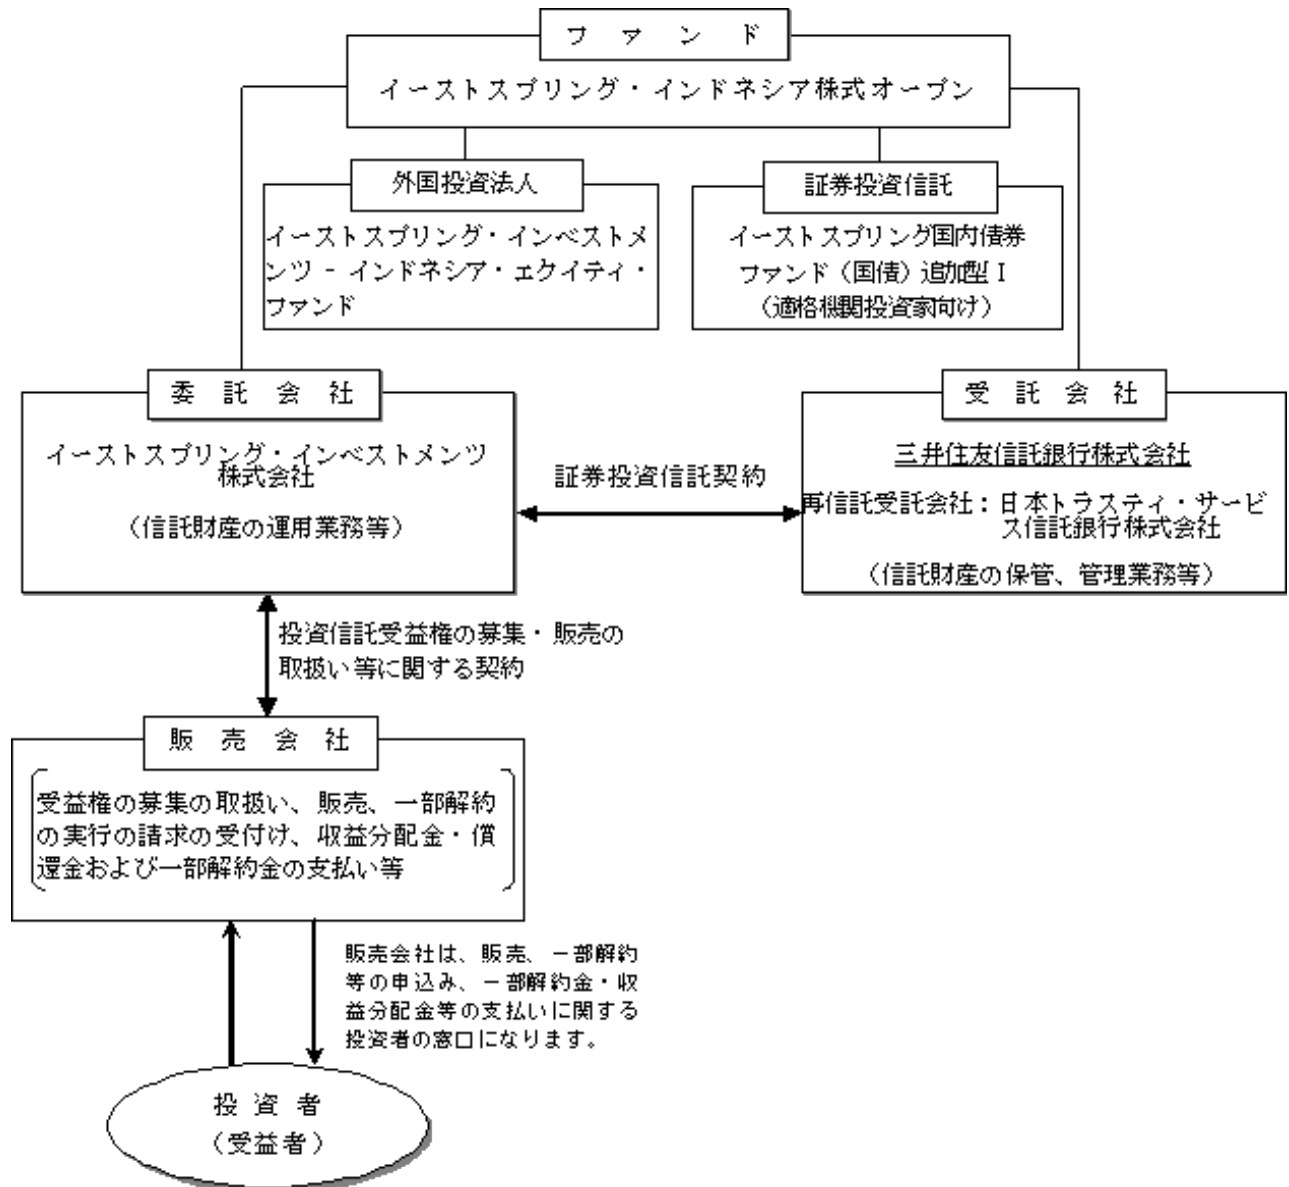 ファンド
イーストスプリング・インドネシア株式オープン
外国投資法人
イーストスプリング・インベストメ
ンツ - インドネシア・エクイティ・
ファンド
証券投資信託
イーストスプリング国内債券
ファンド（国債）追加型Ｉ
（適格機関投資家向け）
委託会社
イーストスプリング・インベストメンツ
株式会社
（信託財産の運用業務等）
証券投資信託契約
受託会社
三井住友信託銀行株式会社
再信託受託会社：日本トラスティ・サービ
ス信託銀行株式会社
（信託財産の保管、管理業務等）
投資信託受益権の募集・販売の
取扱い等に関する契約
販売会社
受益権の募集の取扱い、販売、一部解約
の実行の請求の受付け、収益分配金・償
還金および一部解約金の支払い等
販売会社は、販売、一部解約
等の申込み、一部解約金・収
益分配金等の支払いに関する
投資者の窓口になります。
投資者
（受益者）